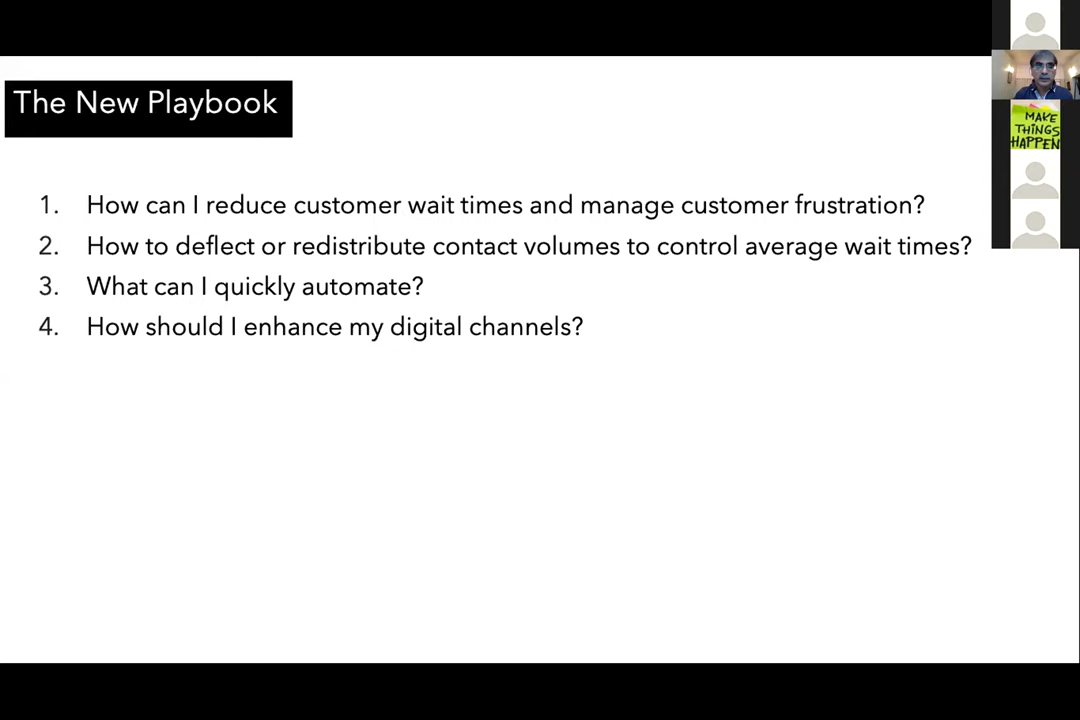 The New Playbook
1. How can I reduce customer wait times and manage customer frustration?
2. How to deflect or redistribute contact volumes to control average wait times?
3. What can I quickly automate?
4. How should I enhance my digital channels?
MAKE
THiNGS
HAPPEN